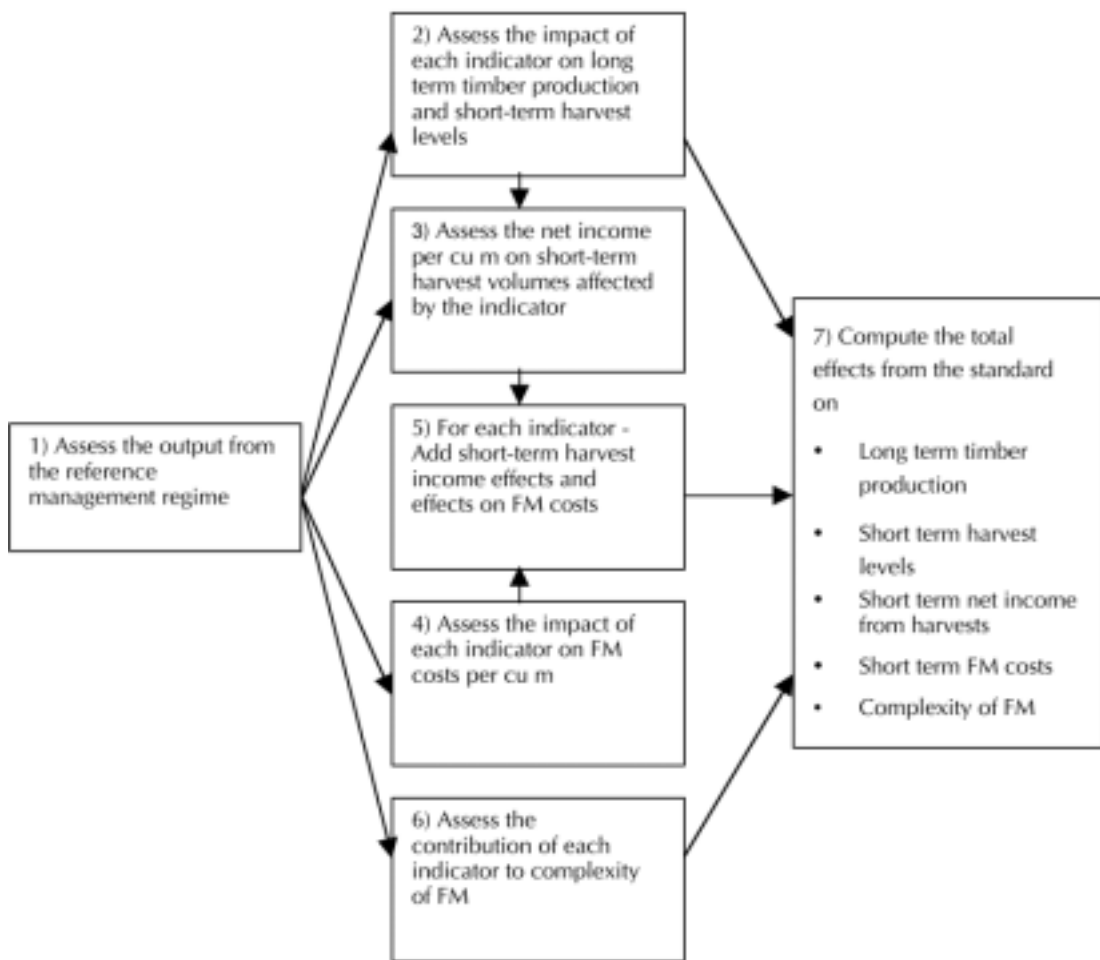 2) Assess the impact of
each indicator on long
term timber production
and short-term harvest
levels
3) Assess the net income
per cu m on short-term
harvest volumes affected
by the indicator
1) Assess the output from
the reference
management regime
5) For each indicator -
Add short-term harvest
income effects and
effects on FM costs
4) Assess the impact of
each indicator on FM
costs per cu m
6) Assess the
contribution of each
indicator to complexity
of FM
7) Compute the total
effects from the standard
on
• Long term timber
production
• Short term harvest
levels
• Short term net income
from harvests
• Short term FM costs
• Complexity of FM